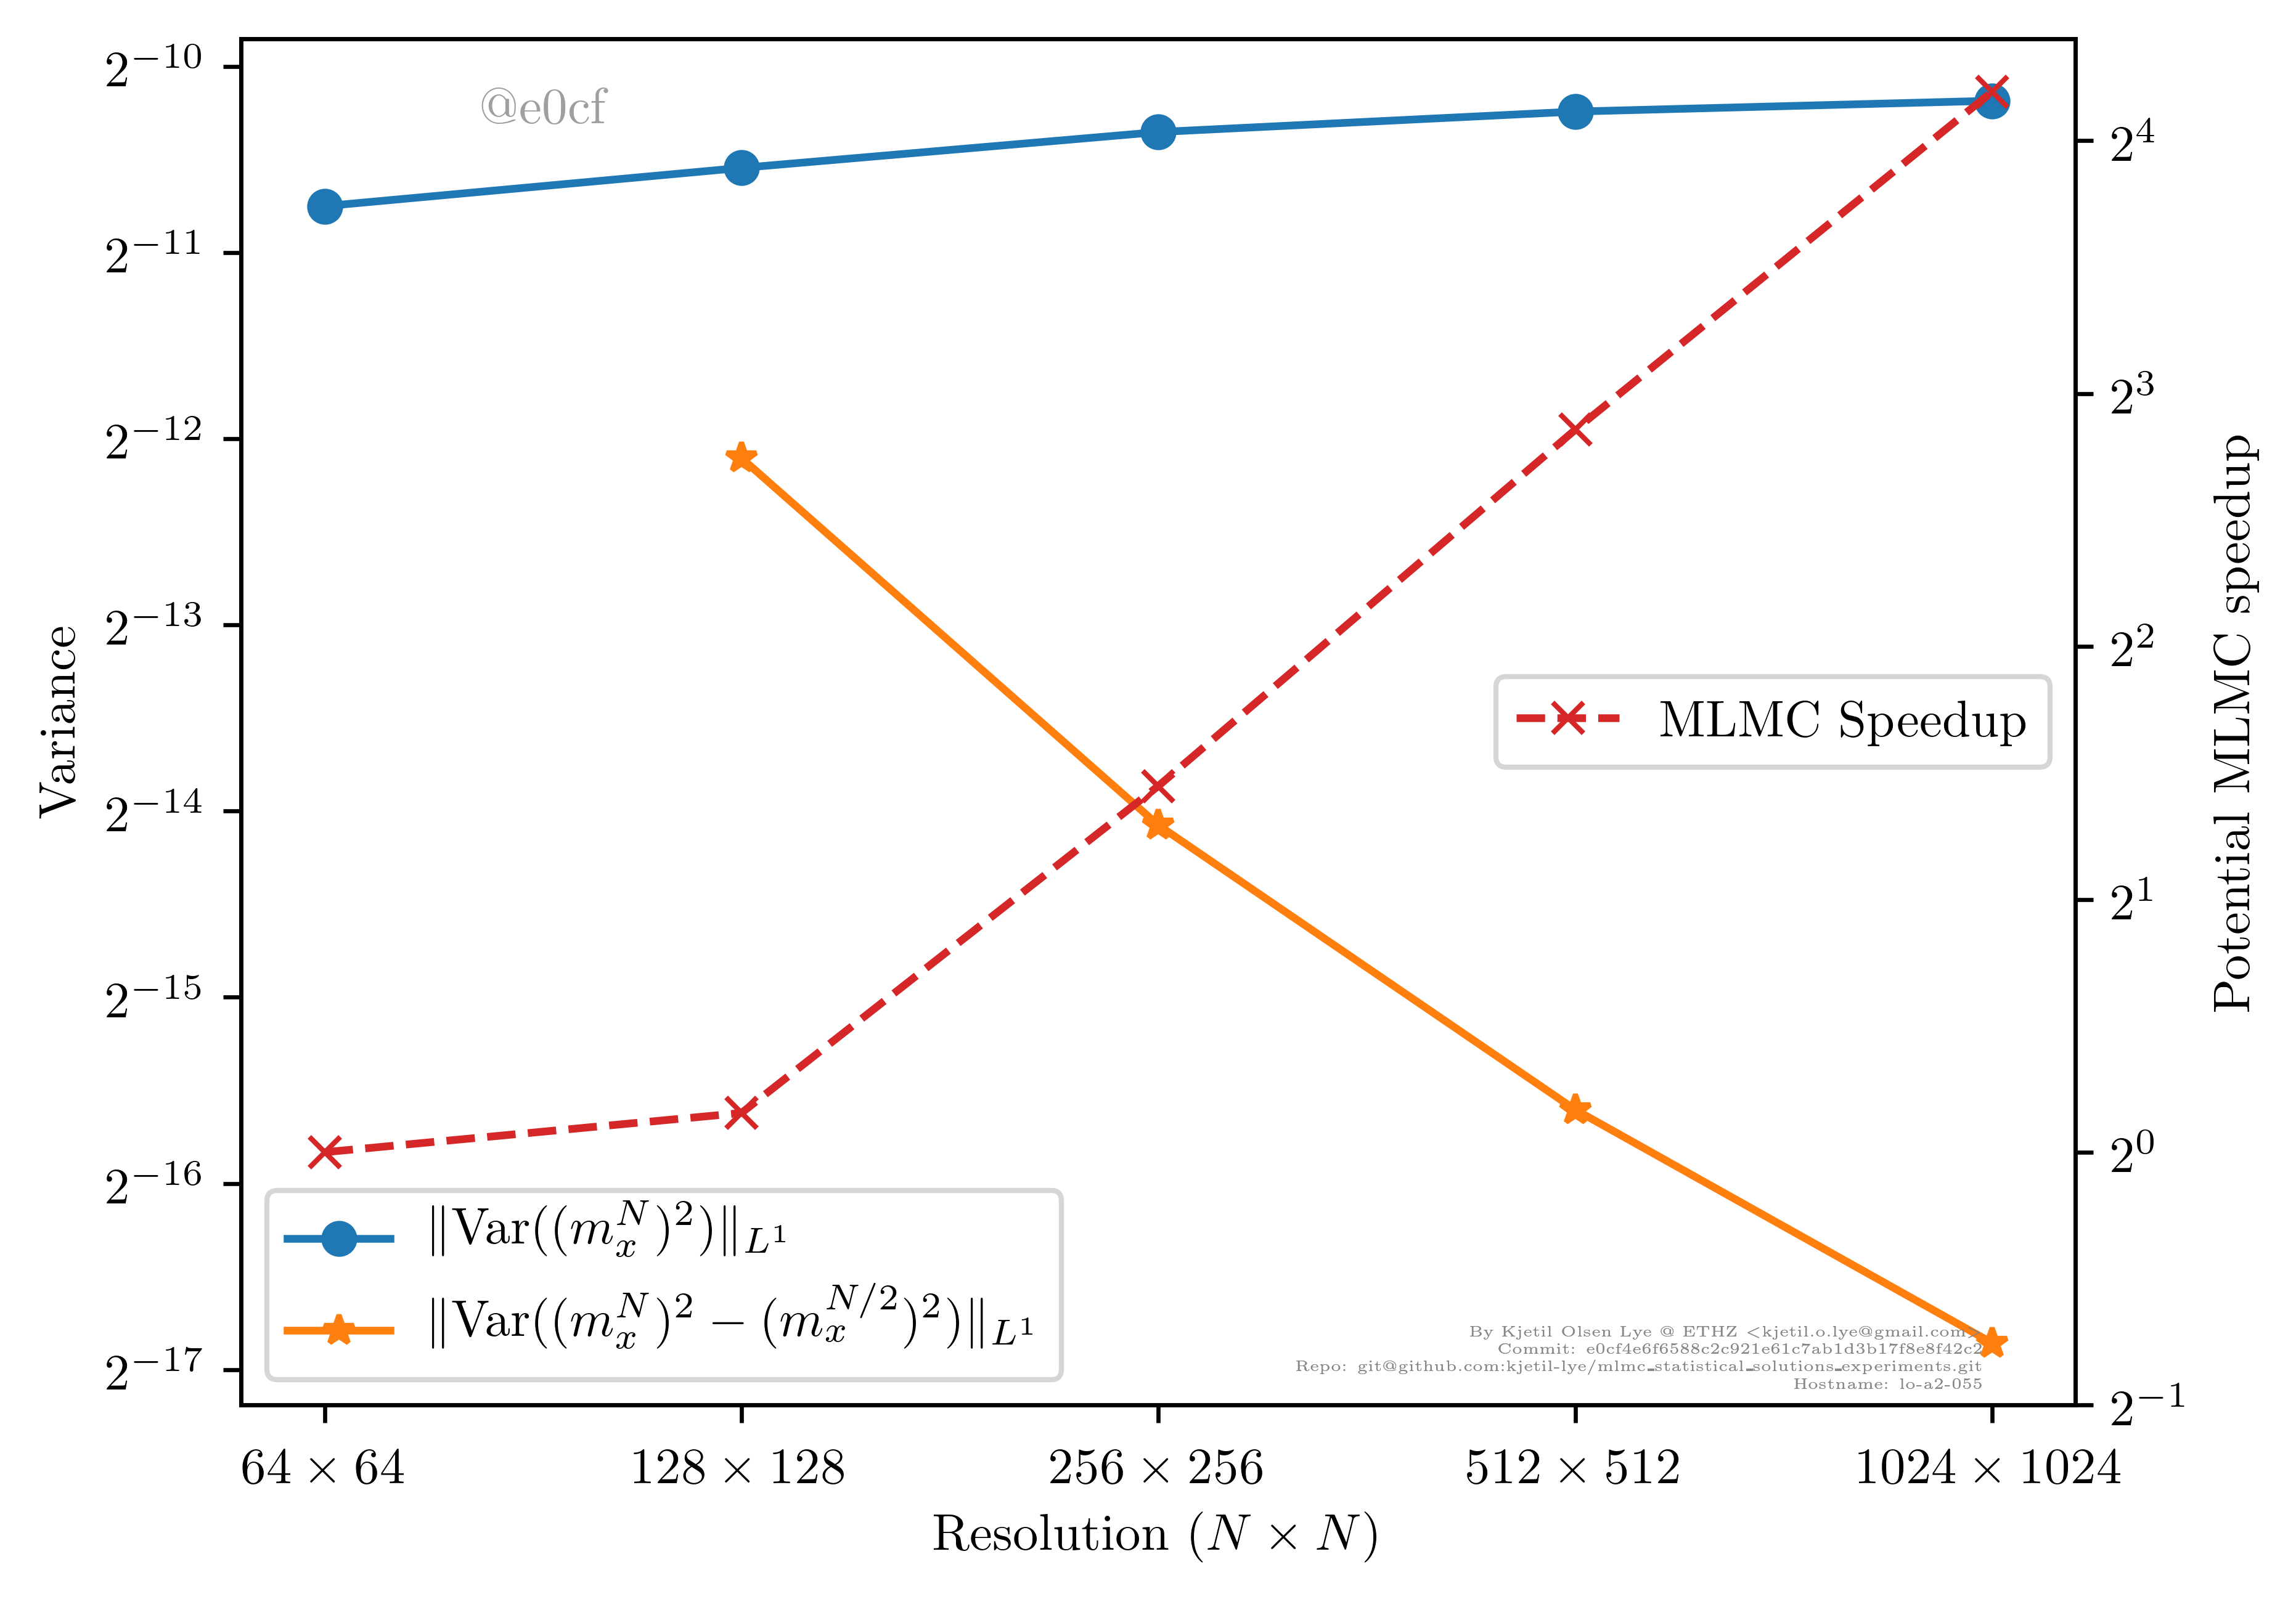 @e0cf
2^{-10}
2^{-11}
2^{-12}
2^{-13}
2^{-14}
2^{-15}
2^{-16}
2^{-17}
Variance
2^4
2^3
2^2
2^1
2^0
2^{-1}
Potential MLMC speedup
MLMC Speedup
‖Var((m_x^N)^2)‖_{L^1}
‖Var((m_x^N)^2 − (m_x^{N/2})^2)‖_{L^1}
By Kjetil Olsen Lye @ ETHZ <kjetil.o.lye@gmail.com>
Commit: e0cf4e6f6588c2c921e61c7ab1d3b17f8e8f42c2
Repo: git@github.com:kjetil-lye/mlmc_statistical_solutions_experiments.git
Hostname: lo-a2-055
64 × 64
128 × 128
256 × 256
512 × 512
1024 × 1024
Resolution (N × N)